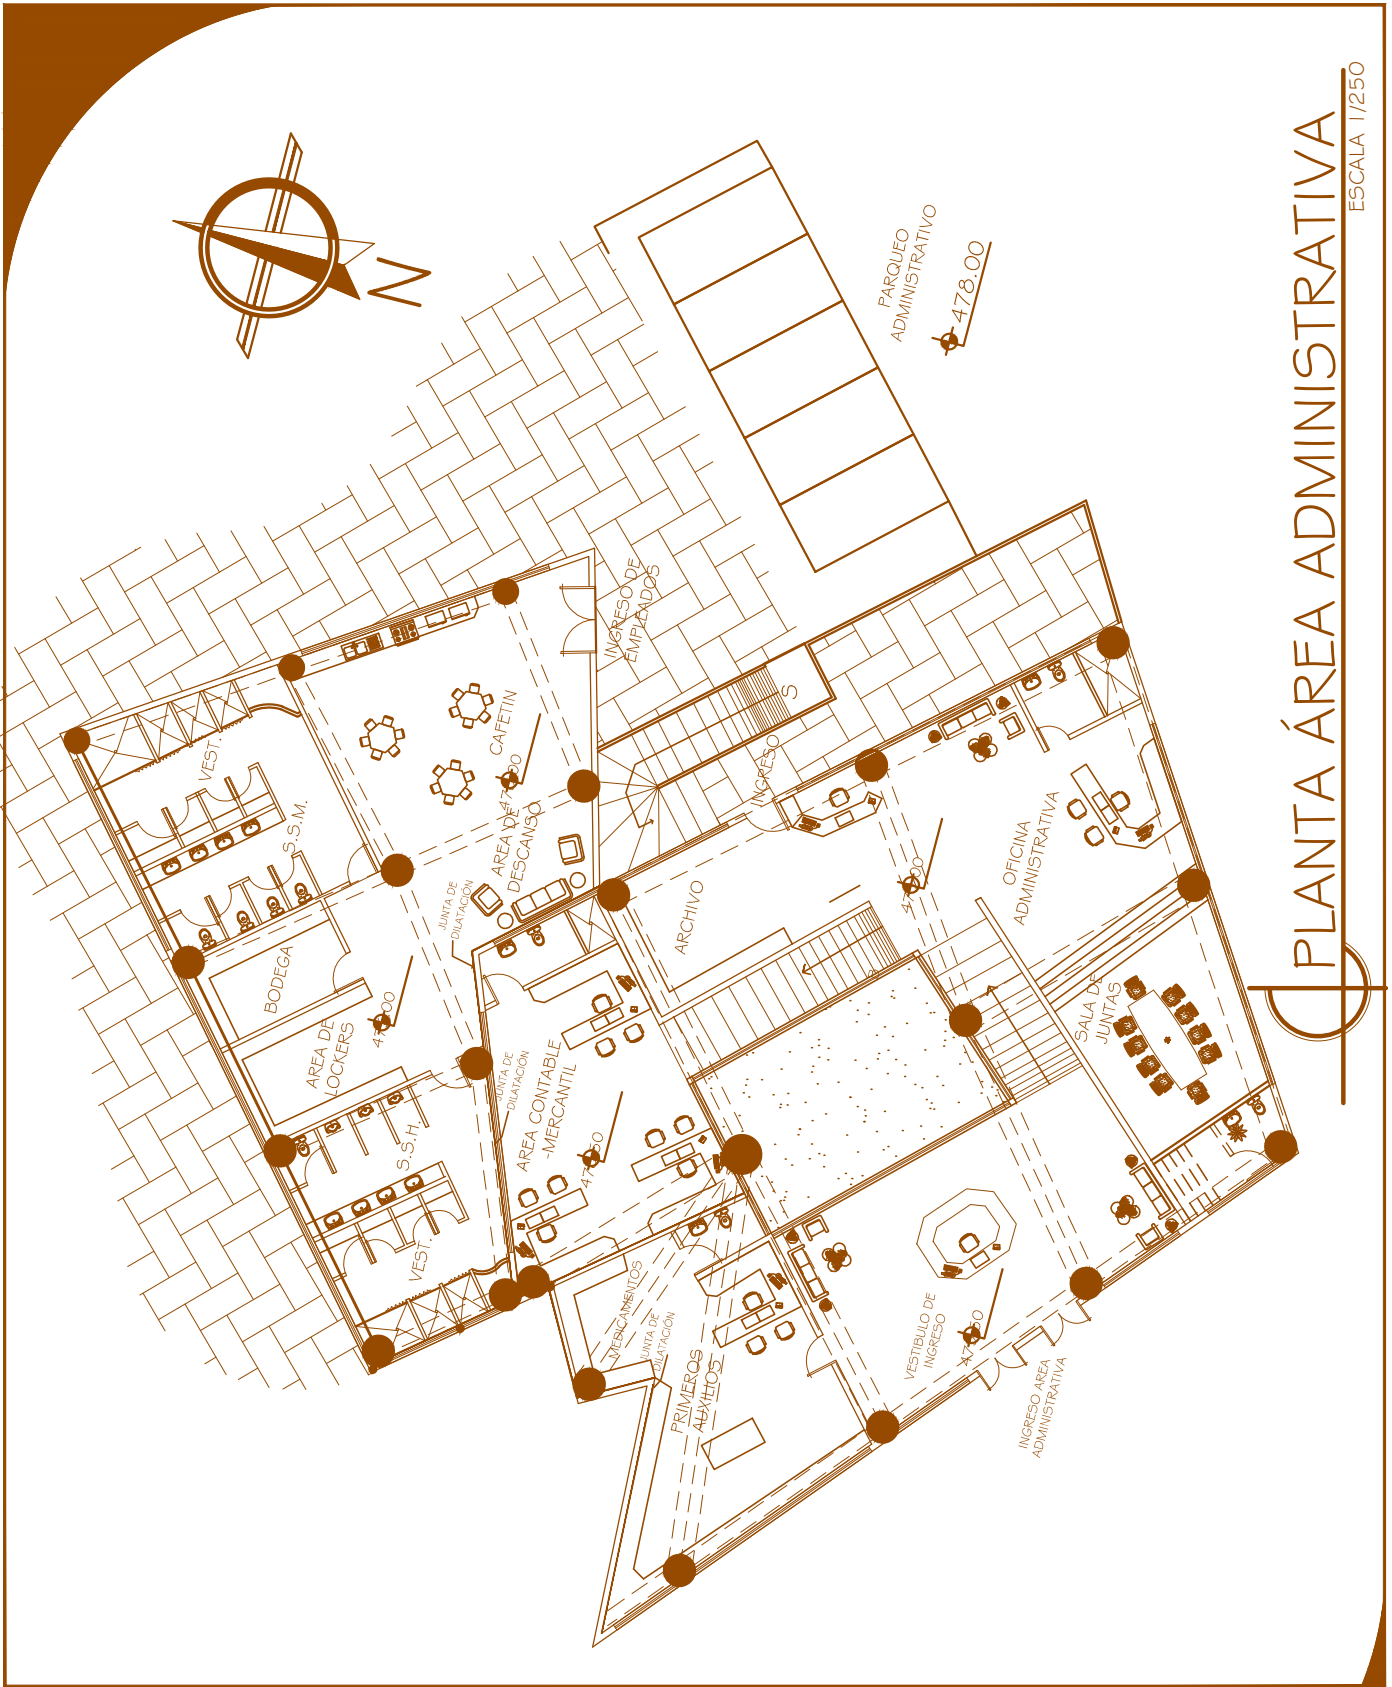 PLANTA ÁREA ADMINISTRATIVA
ESCALA 1/250
N
PARQUEO
ADMINISTRATIVO
478.00
INGRESO DE
EMPLEADOS
CAFETIN
AREA DE
DESCANSO
JUNTA DE
DILATACIÓN
VEST.
S.S.M.
BODEGA
AREA DE
LOCKERS
S.S.H.
VEST.
JUNTA DE
DILATACIÓN
AREA CONTABLE
-MERCANTIL
ARCHIVO
INGRESO
S
OFICINA
ADMINISTRATIVA
SALA DE
JUNTAS
MEDICAMENTOS
JUNTA DE
DILATACIÓN
PRIMEROS
AUXILIOS
VESTIBULO DE
INGRESO
INGRESO AREA
ADMINISTRATIVA